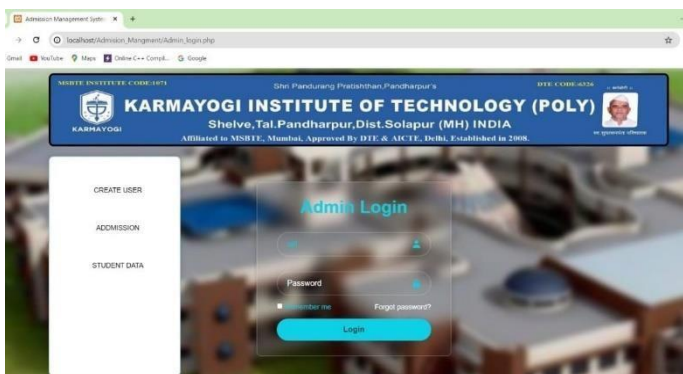 Admission Management System
localhost/Admission_Mangment/Admin_login.php
Gmail YouTube Maps Online C++ Compil... Google
MSBTE INSTITUTE CODE:1071
Shri Pandurang Pratishthan,Pandharpur's
DTE CODE:6326
KARMAYOGI INSTITUTE OF TECHNOLOGY (POLY)
KARMAYOGI
Shelve,Tal.Pandharpur,Dist.Solapur (MH) INDIA
Affiliated to MSBTE, Mumbai, Approved By DTE & AICTE, Delhi, Established in 2008.
CREATE USER
ADDMISSION
STUDENT DATA
Admin Login
Password
Remember me Forgot password?
Login